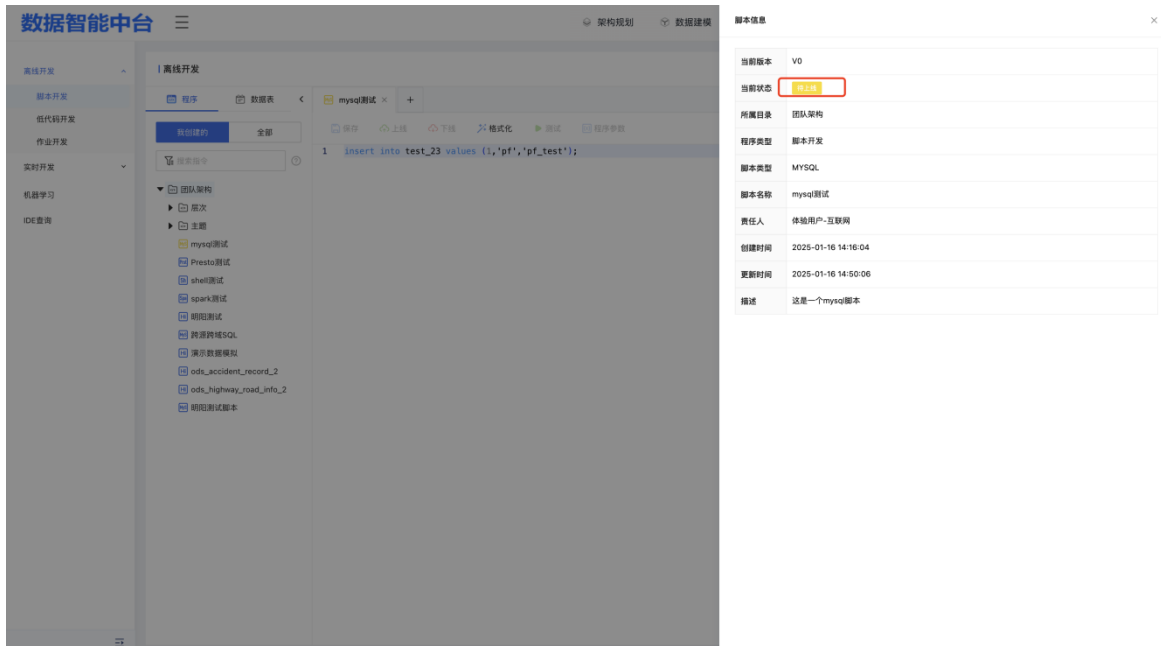 数据智能中台
架构规划
数据建模
离线开发
脚本开发
低代码开发
作业开发
实时开发
机器学习
IDE查询
离线开发
程序
数据表
我创建的
全部
搜索指令
团队架构
层次
主题
mysql测试
Presto测试
shell测试
spark测试
明阳测试
跨源跨域SQL
演示数据模拟
ods_accident_record_2
ods_highway_road_info_2
明阳测试脚本
mysql测试 × +
保存 上线 下线 格式化 测试 程序参数
1 insert into test_23 values (1,'pf','pf_test');
脚本信息
当前版本 V0
当前状态 待上线
所属目录 团队架构
程序类型 脚本开发
脚本类型 MYSQL
脚本名称 mysql测试
责任人 体验用户-互联网
创建时间 2025-01-16 14:16:04
更新时间 2025-01-16 14:50:06
描述 这是一个mysql脚本